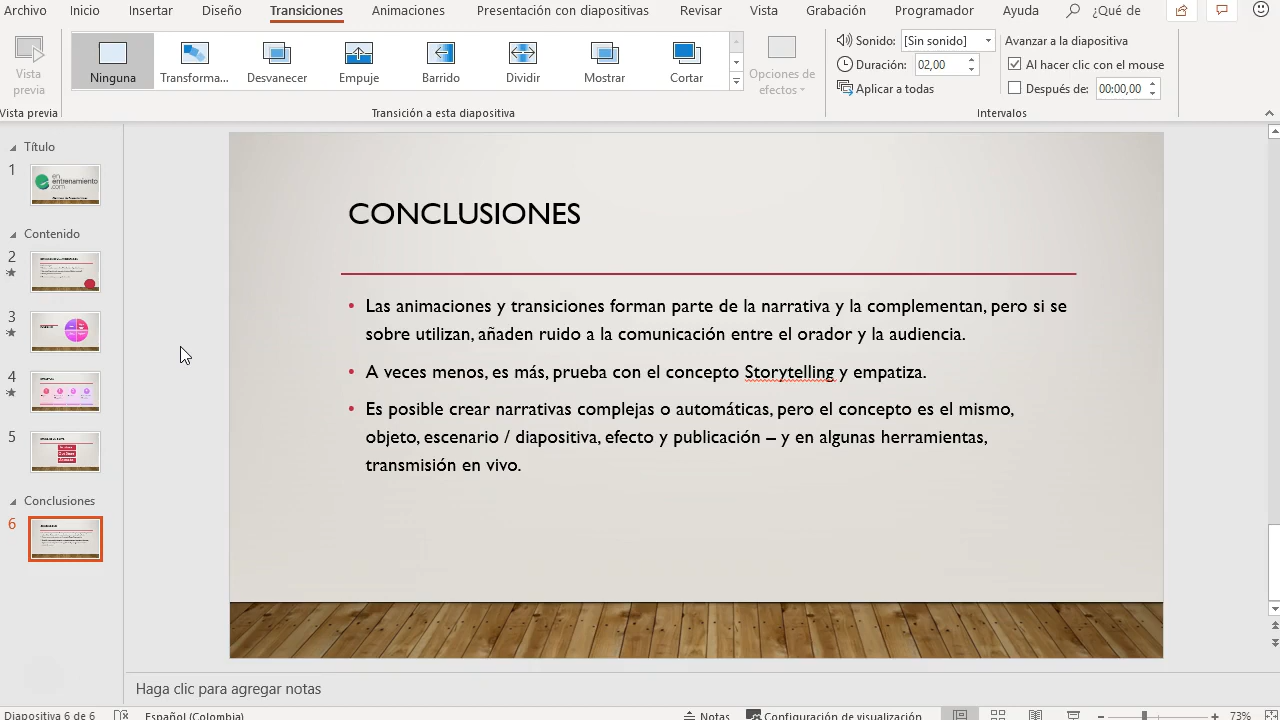 Archivo Inicio Insertar Diseño Transiciones Animaciones Presentación con diapositivas Revisar Vista Grabación Programador Ayuda ¿Qué de
Vista previa
Ninguna Transforma... Desvanecer Empuje Barrido Dividir Mostrar Cortar
Opciones de efectos
Sonido: [Sin sonido]
Duración: 02,00
Aplicar a todas
Avanzar a la diapositiva
Al hacer clic con el mouse
Después de: 00:00,00
Vista previa Transición a esta diapositiva Intervalos
Título
1
en
entrenamiento
.com
Contenido
2
3
4
5
Conclusiones
6
CONCLUSIONES
• Las animaciones y transiciones forman parte de la narrativa y la complementan, pero si se
sobre utilizan, añaden ruido a la comunicación entre el orador y la audiencia.
• A veces menos, es más, prueba con el concepto Storytelling y empatiza.
• Es posible crear narrativas complejas o automáticas, pero el concepto es el mismo,
objeto, escenario / diapositiva, efecto y publicación – y en algunas herramientas,
transmisión en vivo.
Haga clic para agregar notas
Diapositiva 6 de 6 Español (Colombia) Notas Configuración de visualización 73%